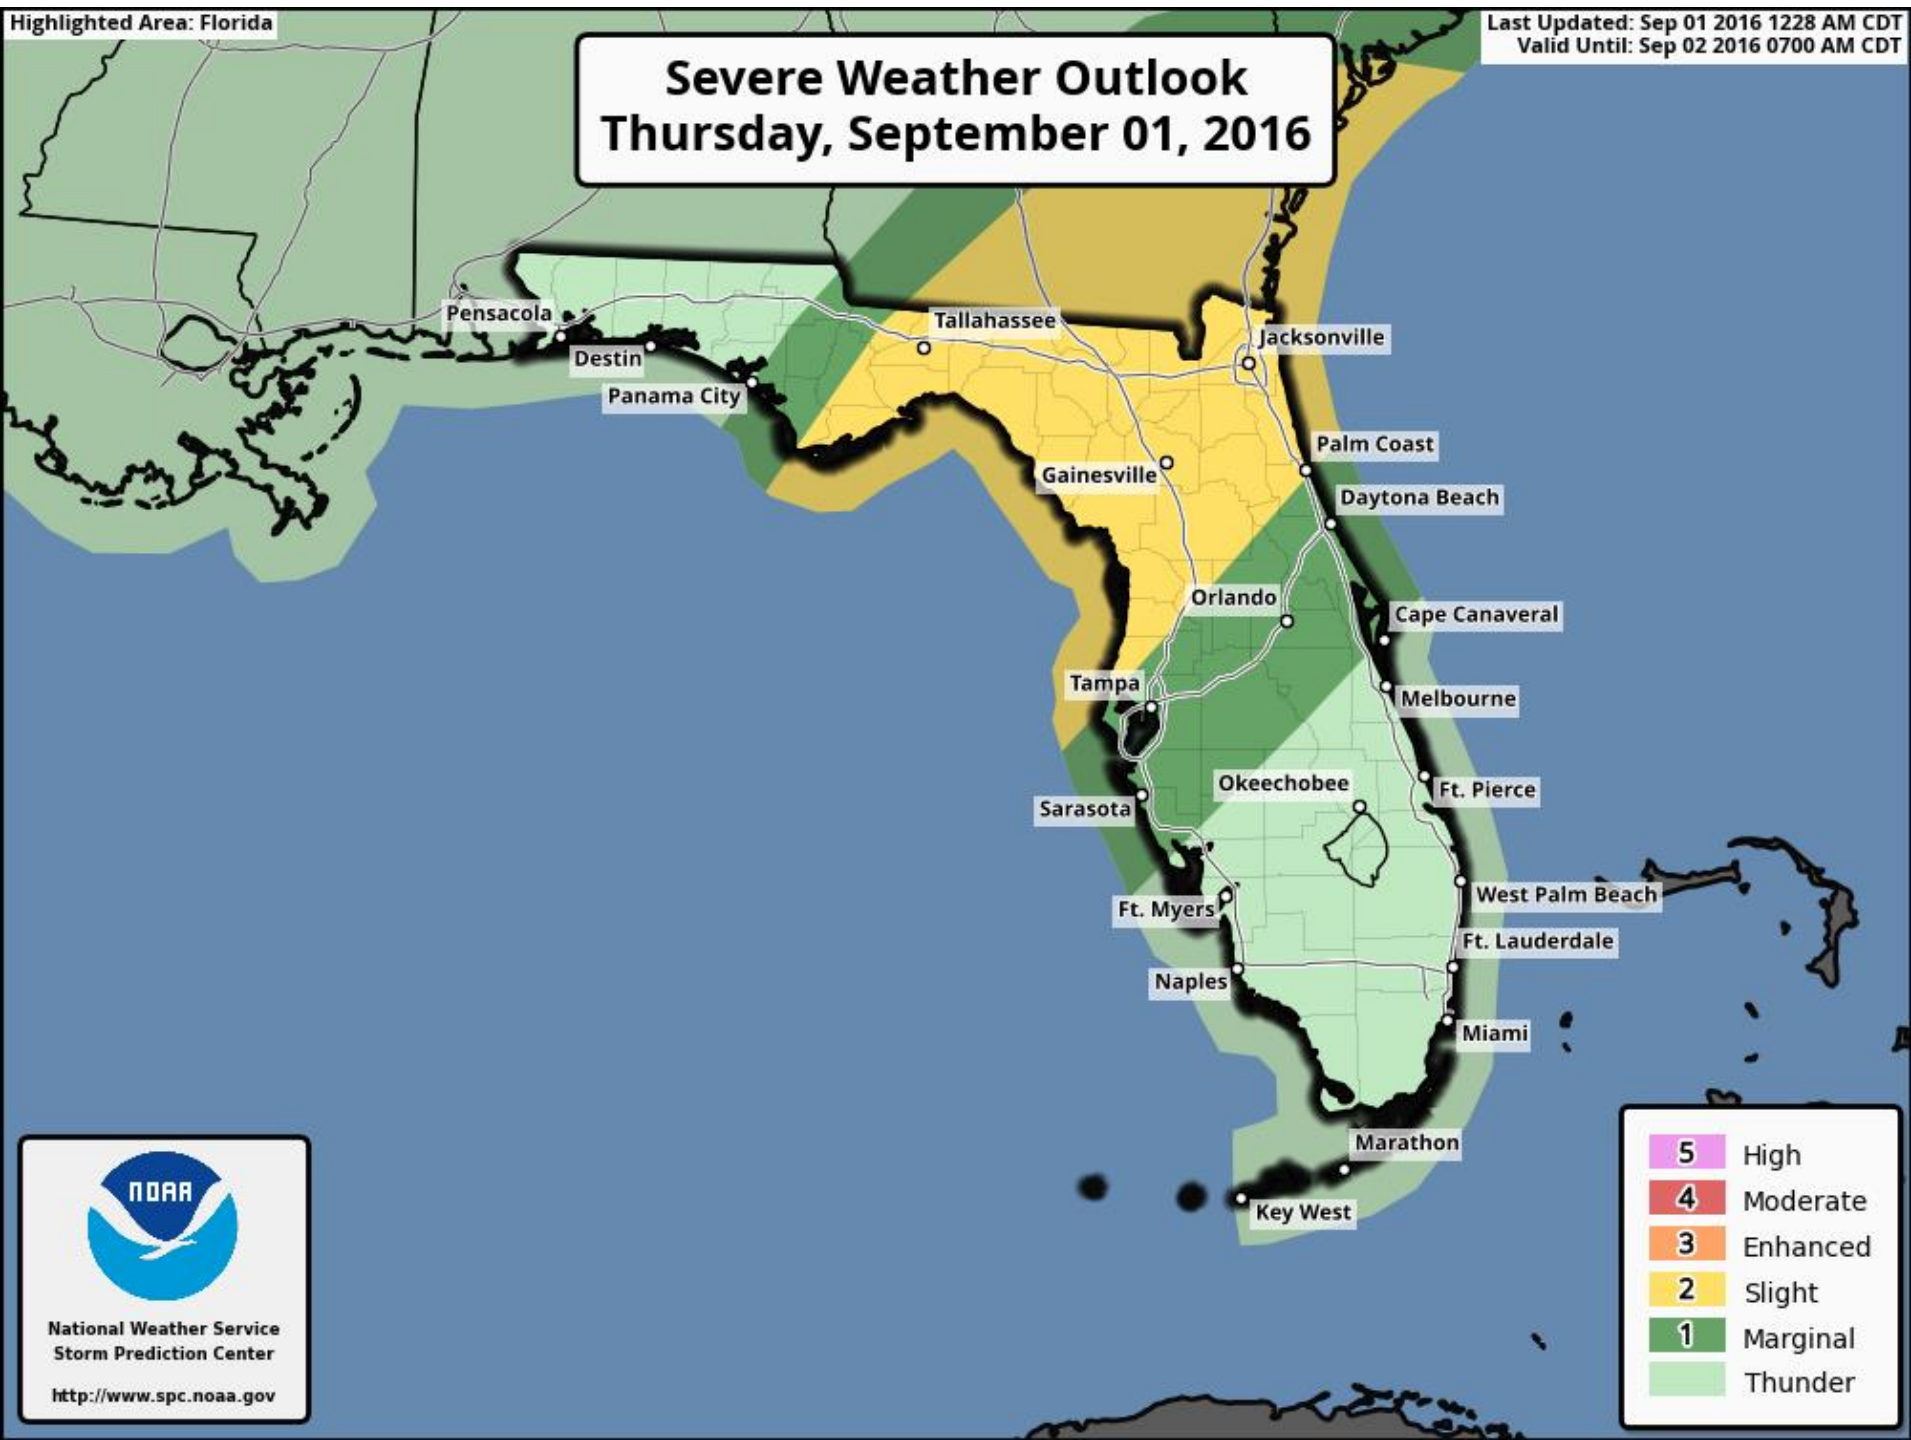 Highlighted Area: Florida
Last Updated: Sep 01 2016 1228 AM CDT
Valid Until: Sep 02 2016 0700 AM CDT
Severe Weather Outlook
Thursday, September 01, 2016
Pensacola
Destin
Panama City
Tallahassee
Jacksonville
Palm Coast
Gainesville
Daytona Beach
Orlando
Cape Canaveral
Tampa
Melbourne
Okeechobee
Ft. Pierce
Sarasota
West Palm Beach
Ft. Myers
Ft. Lauderdale
Naples
Miami
Marathon
Key West
NOAA
National Weather Service
Storm Prediction Center
http://www.spc.noaa.gov
5 High
4 Moderate
3 Enhanced
2 Slight
1 Marginal
Thunder